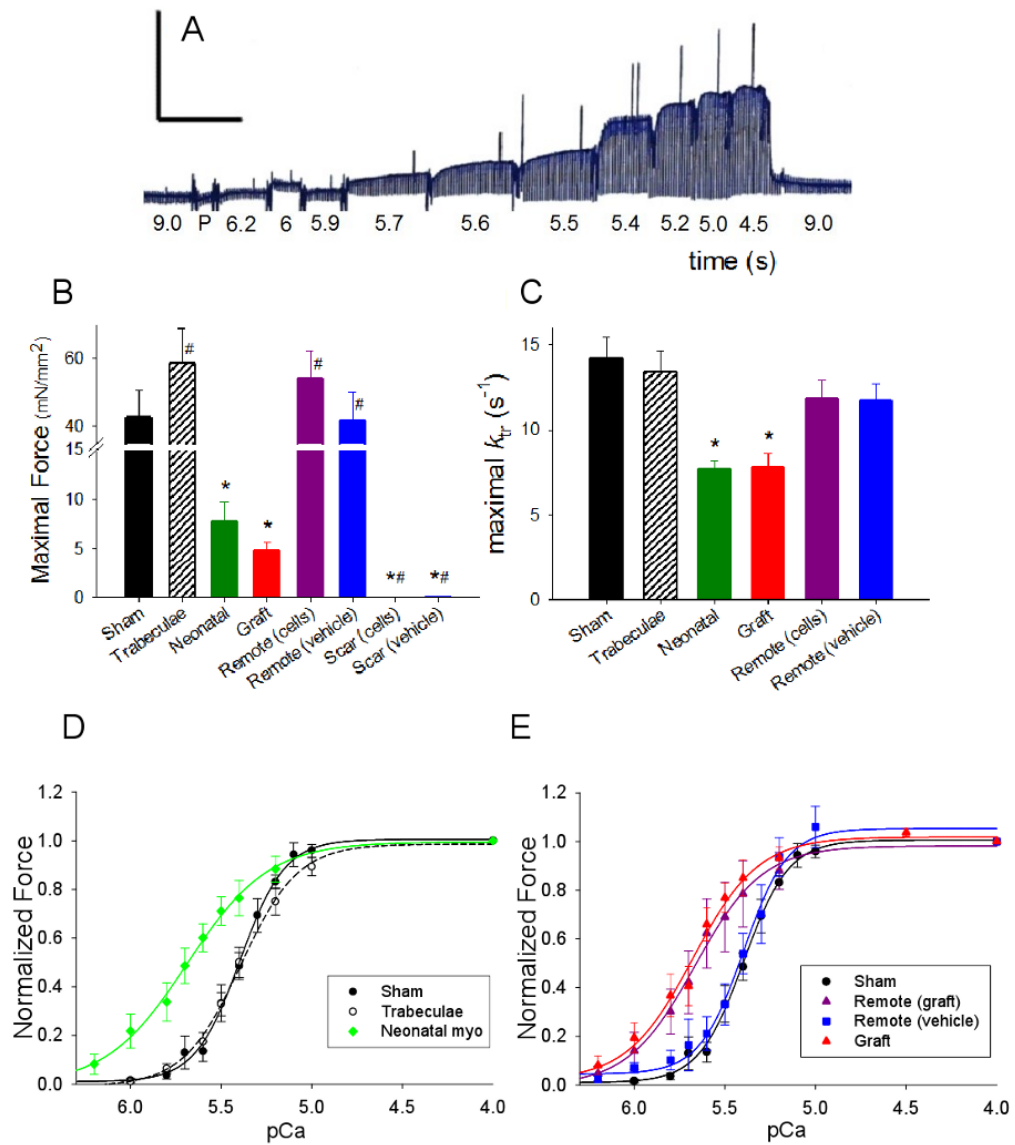 A
9.0 P 6.2 6 5.9 5.7 5.6 5.5 5.4 5.2 5.0 4.5 9.0
time (s)
B
Maximal Force (mN/mm²)
60
40
15
10
5
0
#
*
*
#
#
*#
*#
Sham
Trabeculae
Neonatal
Graft
Remote (cells)
Remote (vehicle)
Scar (cells)
Scar (vehicle)
C
maximal ktr (s⁻¹)
15
10
5
0
*
*
Sham
Trabeculae
Neonatal
Graft
Remote (cells)
Remote (vehicle)
D
Normalized Force
1.2
1.0
0.8
0.6
0.4
0.2
0.0
Sham
Trabeculae
Neonatal myo
6.0 5.5 5.0 4.5 4.0
pCa
E
Normalized Force
1.2
1.0
0.8
0.6
0.4
0.2
0.0
Sham
Remote (graft)
Remote (vehicle)
Graft
6.0 5.5 5.0 4.5 4.0
pCa